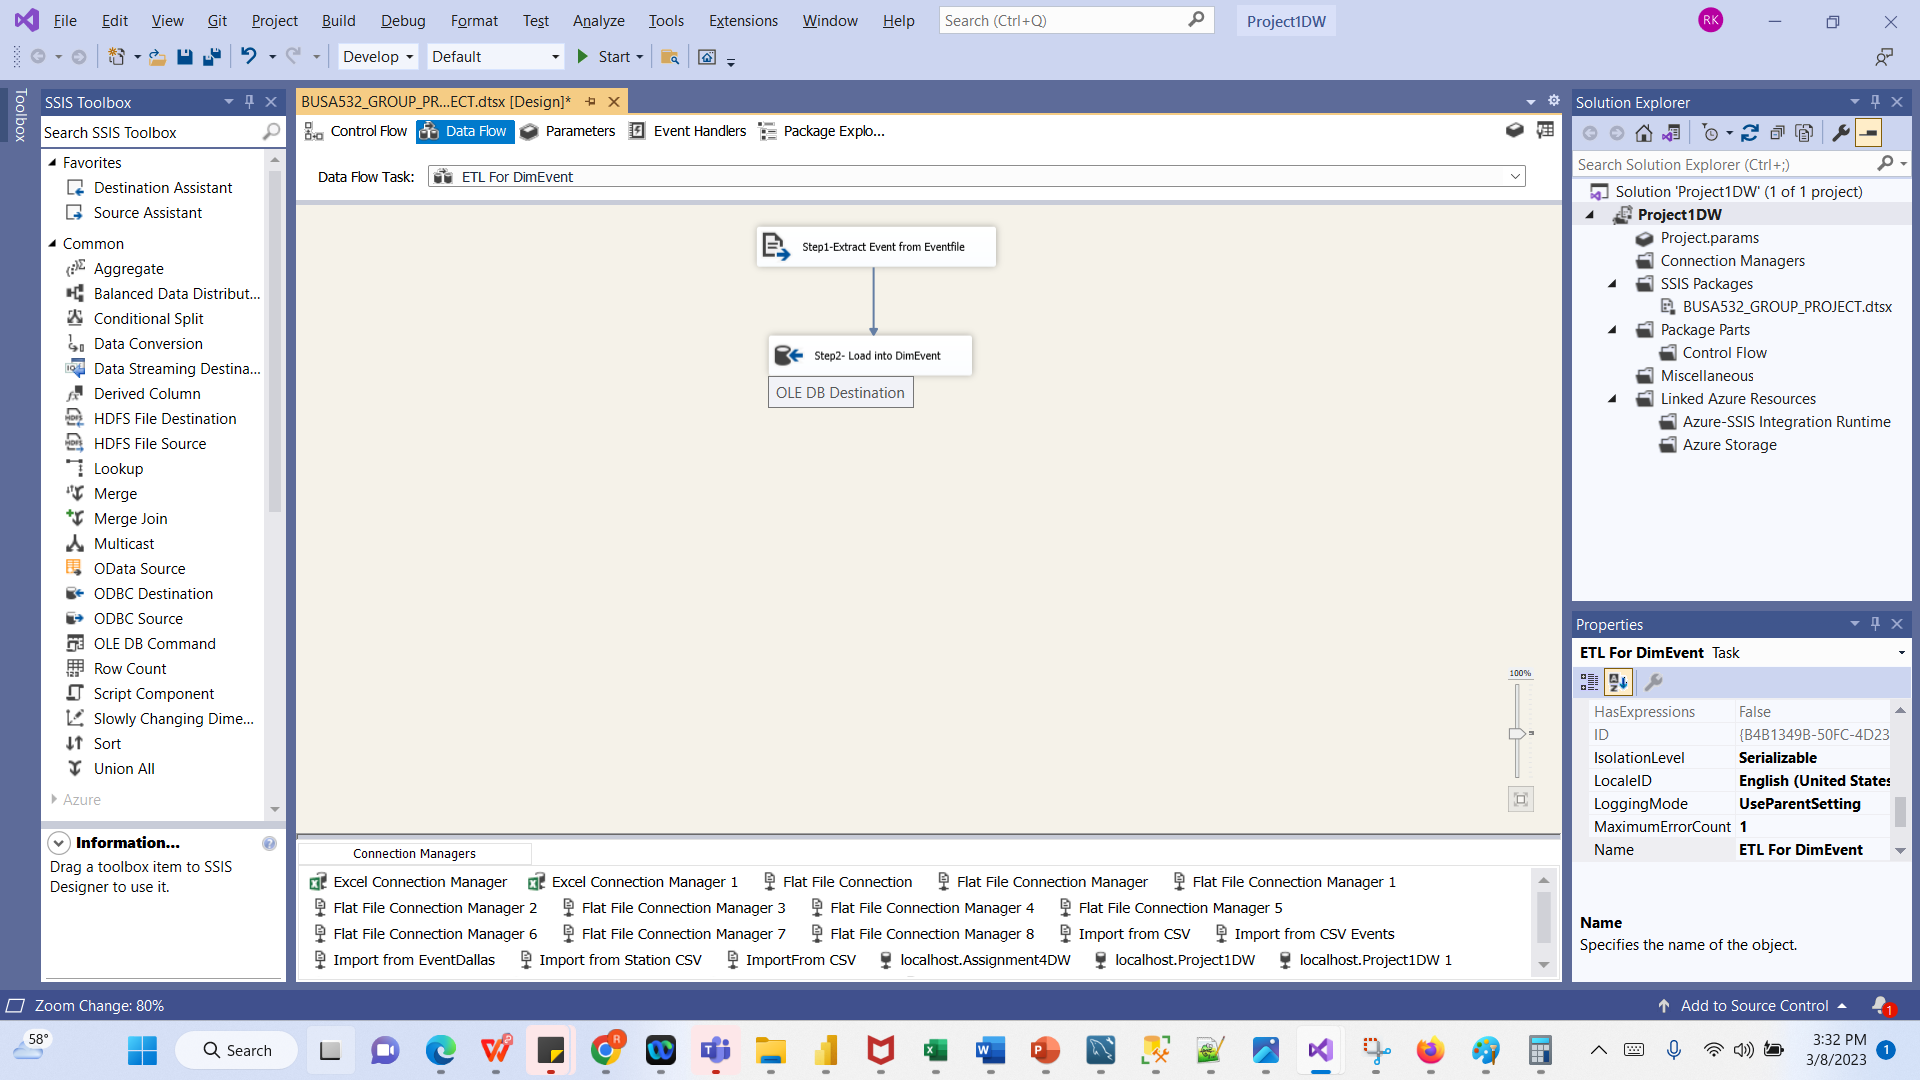 File Edit View Git Project Build Debug Format Test Analyze Tools Extensions Window Help Search (Ctrl+Q) Project1DW RK
Develop Default Start
Toolbox
SSIS Toolbox
Search SSIS Toolbox
Favorites
Destination Assistant
Source Assistant
Common
Aggregate
Balanced Data Distribut...
Conditional Split
Data Conversion
Data Streaming Destina...
Derived Column
HDFS File Destination
HDFS File Source
Lookup
Merge
Merge Join
Multicast
OData Source
ODBC Destination
ODBC Source
OLE DB Command
Row Count
Script Component
Slowly Changing Dime...
Sort
Union All
Azure
Information...
Drag a toolbox item to SSIS
Designer to use it.
BUSA532_GROUP_PR...ECT.dtsx [Design]*
Control Flow Data Flow Parameters Event Handlers Package Explo...
Data Flow Task: ETL For DimEvent
Step1-Extract Event from Eventfile
Step2- Load into DimEvent
OLE DB Destination
100%
Connection Managers
Excel Connection Manager Excel Connection Manager 1 Flat File Connection Flat File Connection Manager Flat File Connection Manager 1
Flat File Connection Manager 2 Flat File Connection Manager 3 Flat File Connection Manager 4 Flat File Connection Manager 5
Flat File Connection Manager 6 Flat File Connection Manager 7 Flat File Connection Manager 8 Import from CSV Import from CSV Events
Import from EventDallas Import from Station CSV ImportFrom CSV localhost.Assignment4DW localhost.Project1DW localhost.Project1DW 1
Solution Explorer
Search Solution Explorer (Ctrl+;)
Solution 'Project1DW' (1 of 1 project)
Project1DW
Project.params
Connection Managers
SSIS Packages
BUSA532_GROUP_PROJECT.dtsx
Package Parts
Control Flow
Miscellaneous
Linked Azure Resources
Azure-SSIS Integration Runtime
Azure Storage
Properties
ETL For DimEvent Task
HasExpressions False
ID {B4B1349B-50FC-4D23
IsolationLevel Serializable
LocaleID English (United States
LoggingMode UseParentSetting
MaximumErrorCount 1
Name ETL For DimEvent
Name
Specifies the name of the object.
Zoom Change: 80% Add to Source Control 1
58° Search 3:32 PM
3/8/2023 1